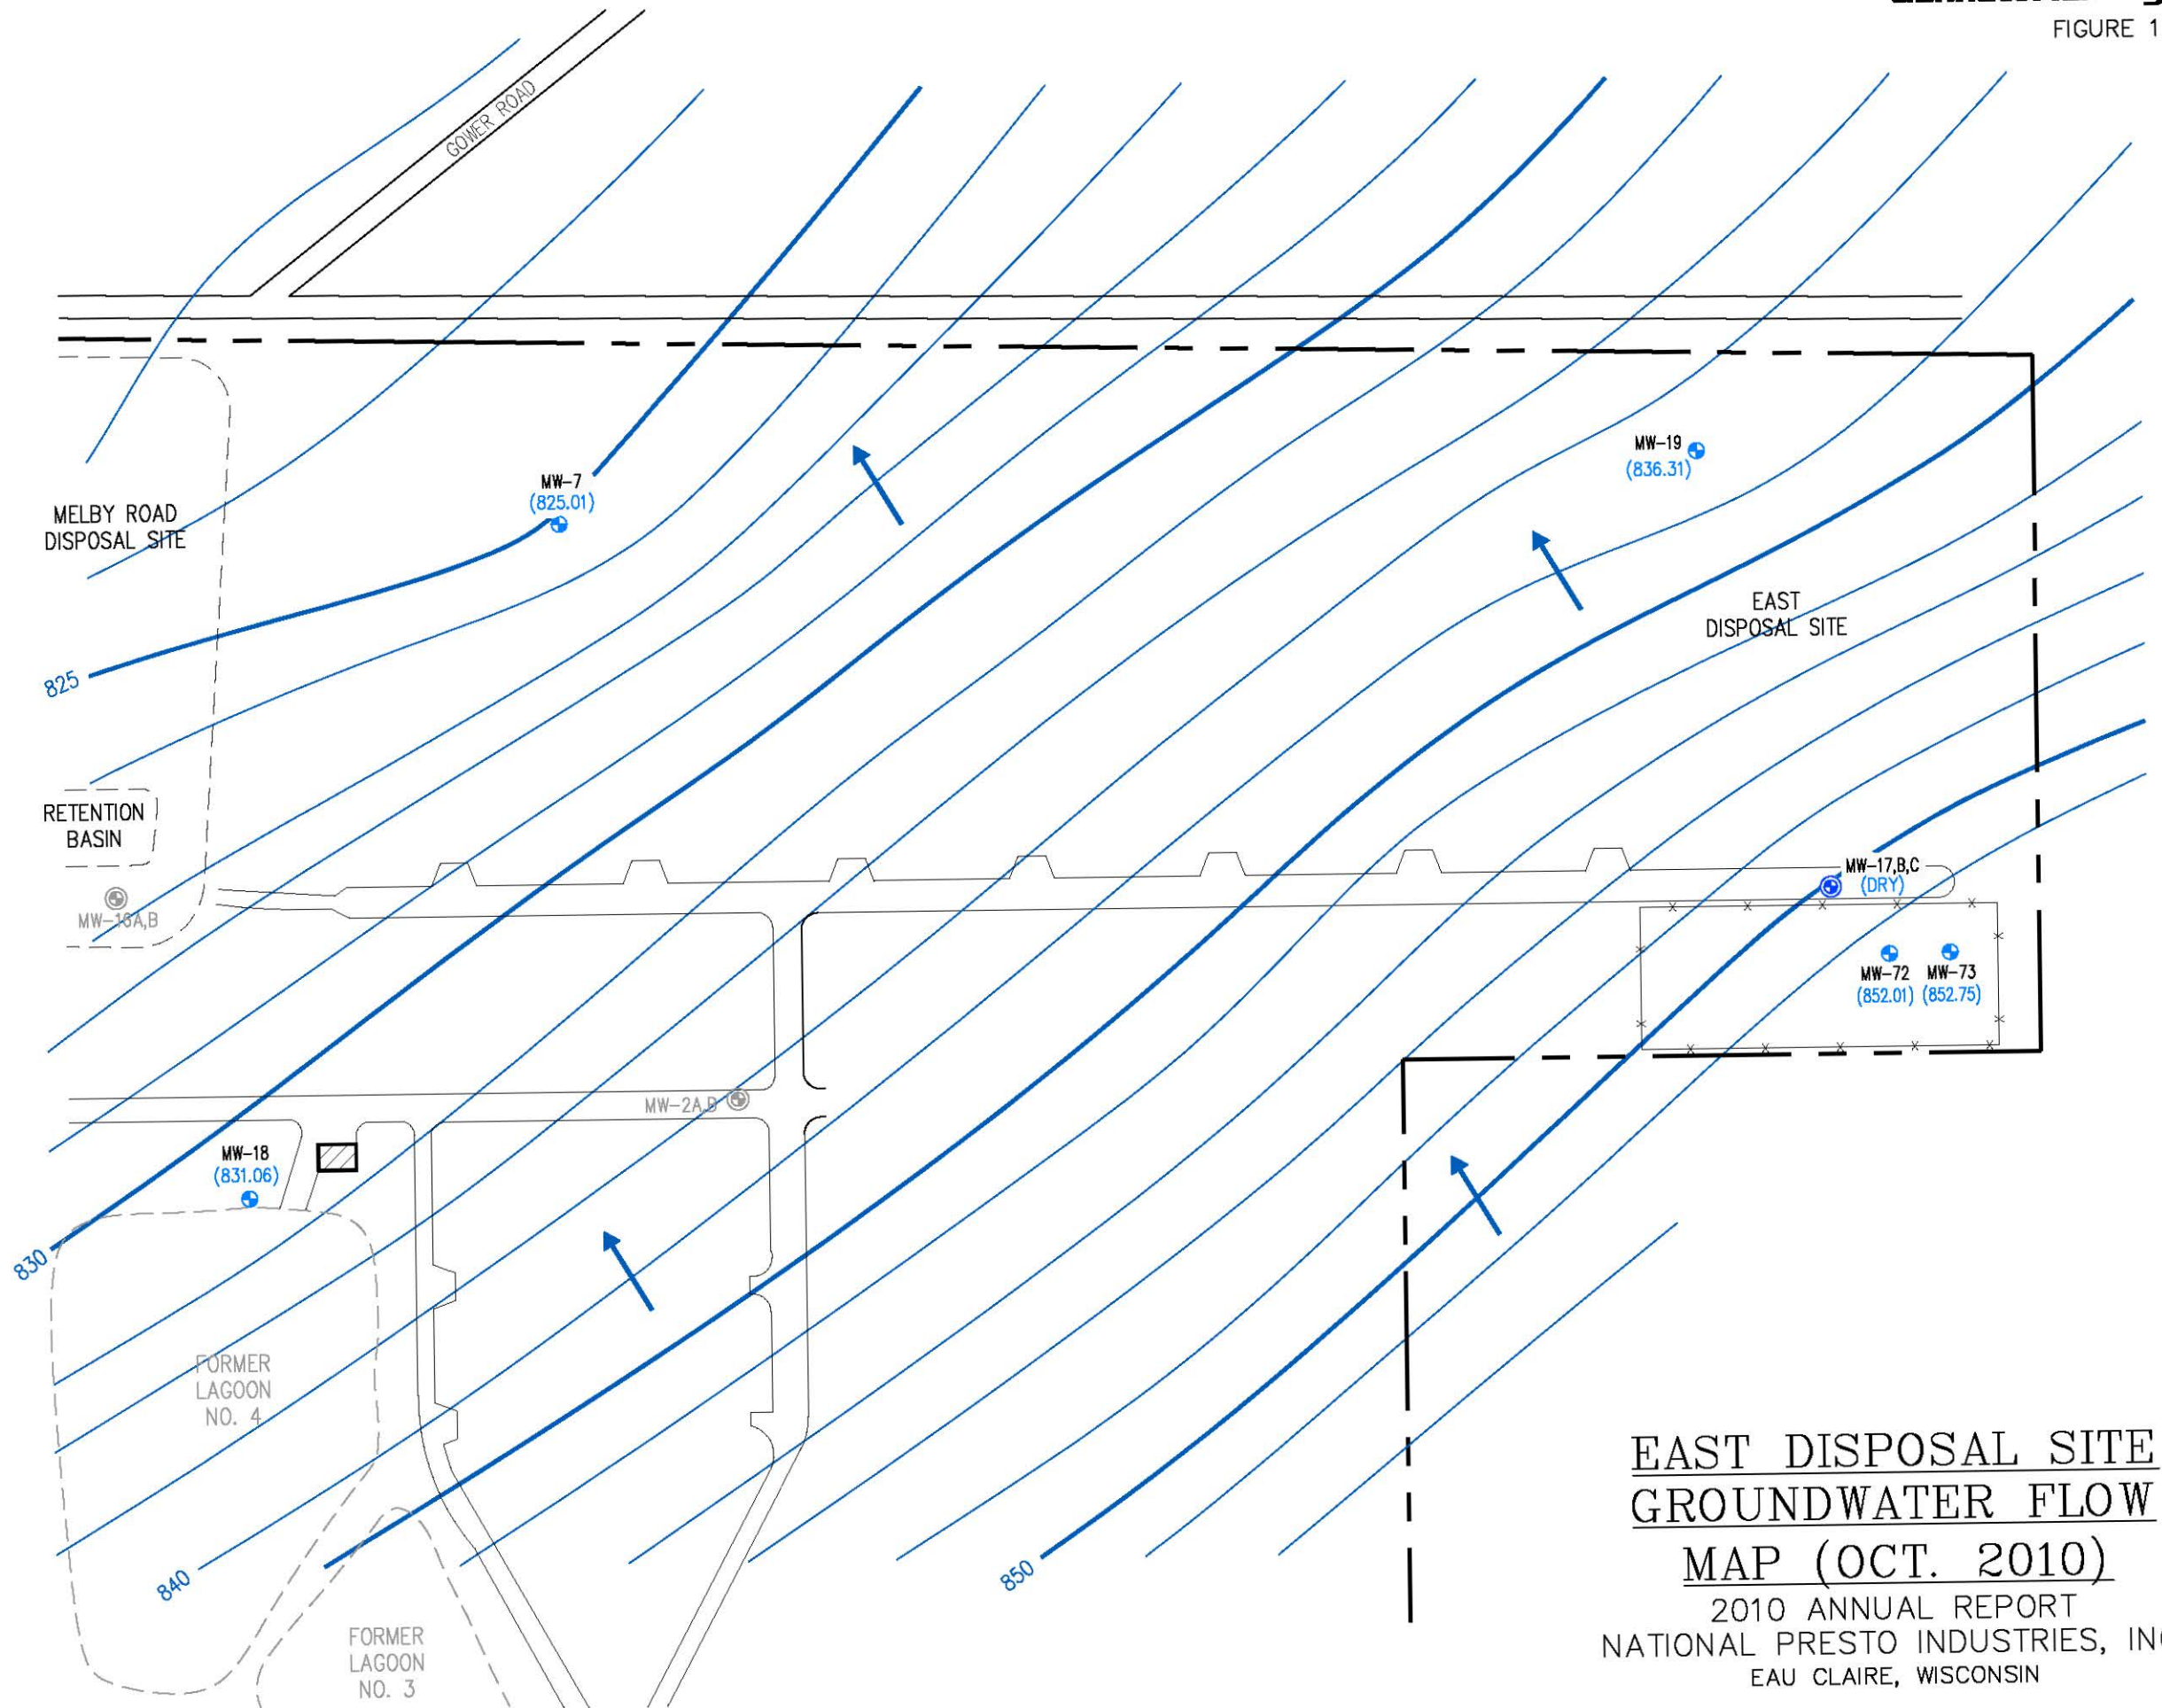 FIGURE 1
GOWER ROAD
MW-19
(836.31)
MW-7
(825.01)
MELBY ROAD
DISPOSAL SITE
EAST
DISPOSAL SITE
825
RETENTION
BASIN
MW-17,B,C
(DRY)
MW-16A,B
MW-72 MW-73
(852.01) (852.75)
MW-2A,B
MW-18
(831.06)
830
FORMER
LAGOON
NO. 4
840
850
FORMER
LAGOON
NO. 3
EAST DISPOSAL SITE
GROUNDWATER FLOW
MAP (OCT. 2010)
2010 ANNUAL REPORT
NATIONAL PRESTO INDUSTRIES,
EAU CLAIRE, WISCONSIN